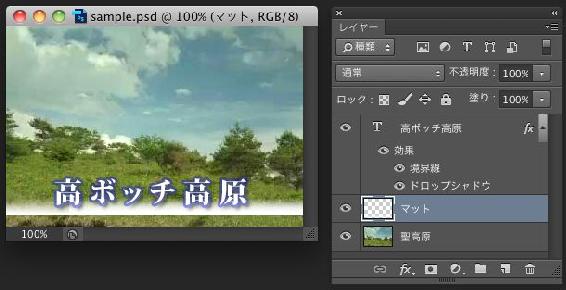 sample.psd @ 100% (マット, RGB/8)
高ボッチ高原
100%
レイヤー
種類
T
通常
不透明度： 100%
ロック：
塗り： 100%
T 高ボッチ高原 fx
効果
境界線
ドロップシャドウ
マット
聖高原
fx